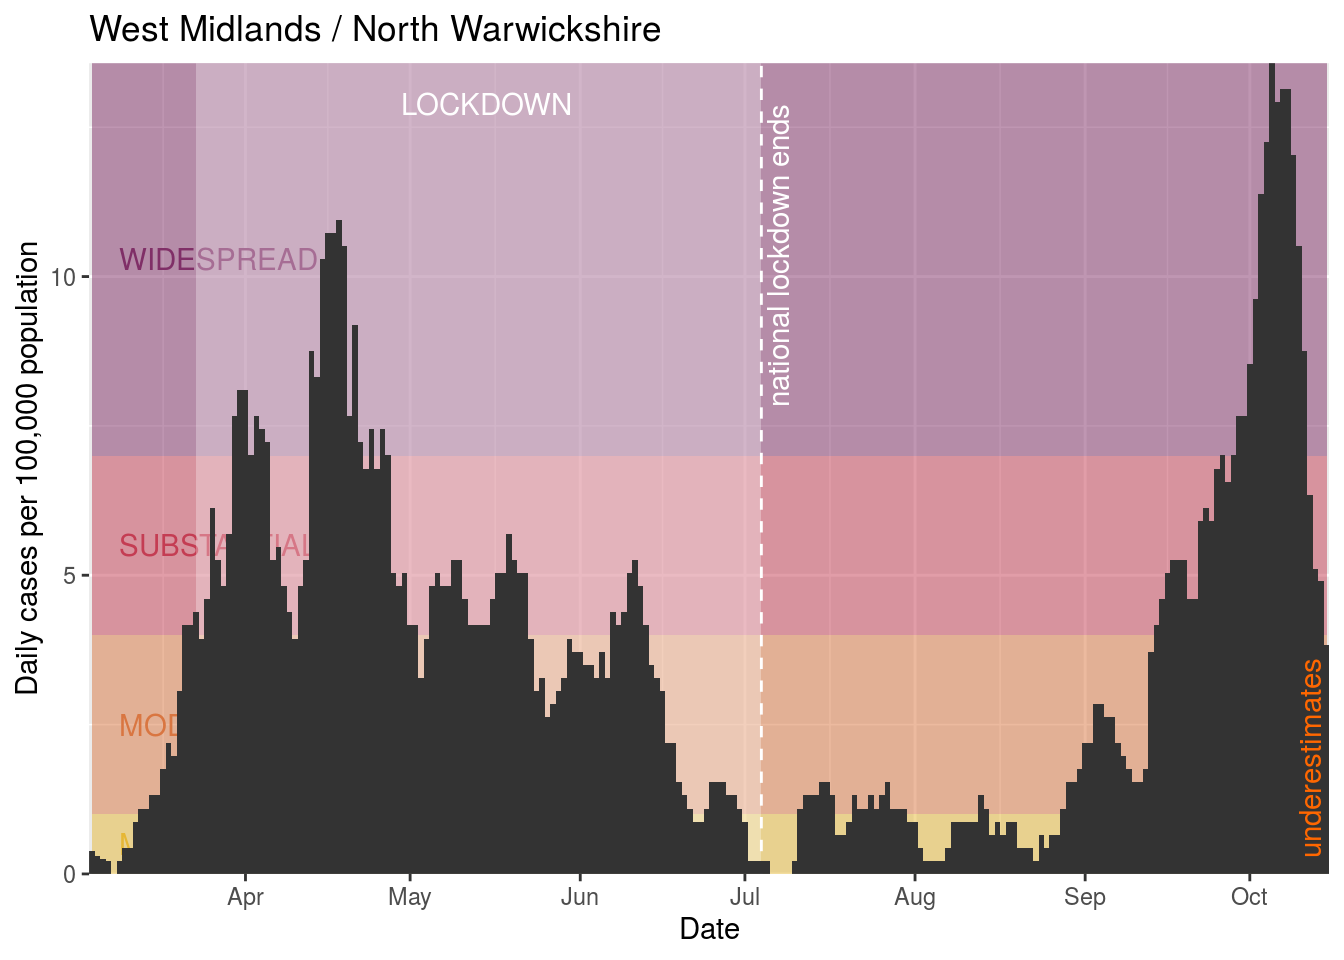 West Midlands / North Warwickshire
LOCKDOWN
national lockdown ends
WIDESPREAD
SUBSTANTIAL
MOD
underestimates
Daily cases per 100,000 population
10
5
0
Apr
May
Jun
Jul
Aug
Sep
Oct
Date